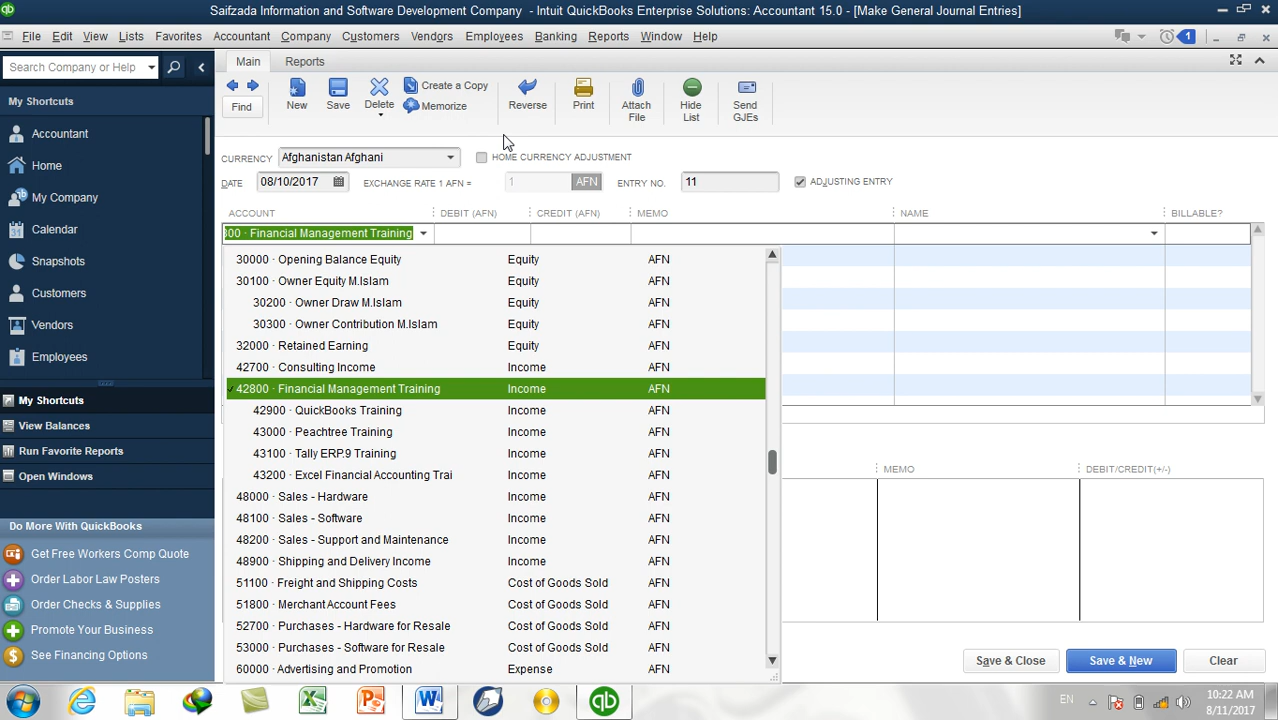 Saifzada Information and Software Development Company - Intuit QuickBooks Enterprise Solutions: Accountant 15.0 - [Make General Journal Entries]
File Edit View Lists Favorites Accountant Company Customers Vendors Employees Banking Reports Window Help 1
Search Company or Help
Main Reports
My Shortcuts
Accountant
Home
My Company
Calendar
Snapshots
Customers
Vendors
Employees
My Shortcuts
View Balances
Run Favorite Reports
Open Windows
Do More With QuickBooks
Get Free Workers Comp Quote
Order Labor Law Posters
Order Checks & Supplies
Promote Your Business
See Financing Options
Find New Save Delete Create a Copy Memorize Reverse Print Attach File Hide List Send GJEs
CURRENCY Afghanistan Afghani HOME CURRENCY ADJUSTMENT
DATE 08/10/2017 EXCHANGE RATE 1 AFN = 1 AFN ENTRY NO. 11 ADJUSTING ENTRY
ACCOUNT DEBIT (AFN) CREDIT (AFN) MEMO NAME BILLABLE?
300 · Financial Management Training
30000 · Opening Balance Equity Equity AFN
30100 · Owner Equity M.Islam Equity AFN
30200 · Owner Draw M.Islam Equity AFN
30300 · Owner Contribution M.Islam Equity AFN
32000 · Retained Earning Equity AFN
42700 · Consulting Income Income AFN
42800 · Financial Management Training Income AFN
42900 · QuickBooks Training Income AFN
43000 · Peachtree Training Income AFN
43100 · Tally ERP.9 Training Income AFN
43200 · Excel Financial Accounting Trai Income AFN
48000 · Sales - Hardware Income AFN
48100 · Sales - Software Income AFN
48200 · Sales - Support and Maintenance Income AFN
48900 · Shipping and Delivery Income Income AFN
51100 · Freight and Shipping Costs Cost of Goods Sold AFN
51800 · Merchant Account Fees Cost of Goods Sold AFN
52700 · Purchases - Hardware for Resale Cost of Goods Sold AFN
53000 · Purchases - Software for Resale Cost of Goods Sold AFN
60000 · Advertising and Promotion Expense AFN
MEMO DEBIT/CREDIT(+/-)
Save & Close Save & New Clear
EN
10:22 AM
8/11/2017